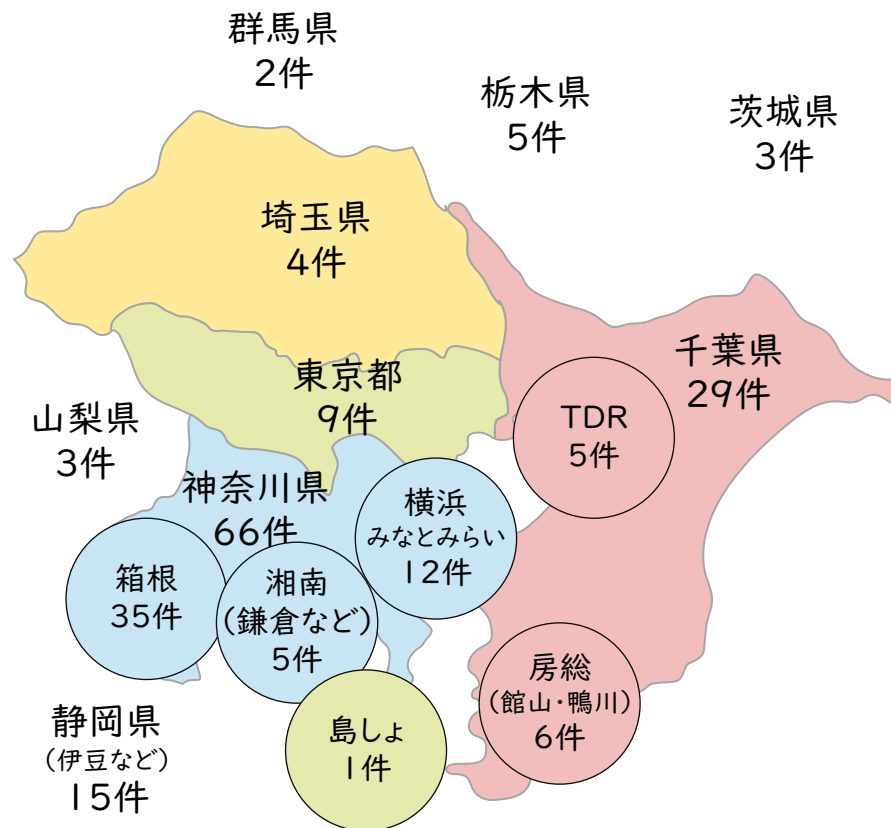 群馬県
2件
栃木県
5件
茨城県
3件
埼玉県
4件
東京都
9件
千葉県
29件
TDR
5件
山梨県
3件
神奈川県
66件
横浜
みなとみらい
12件
箱根
35件
湘南
(鎌倉など)
5件
房総
(館山・鴨川)
6件
静岡県
(伊豆など)
15件
島しょ
1件